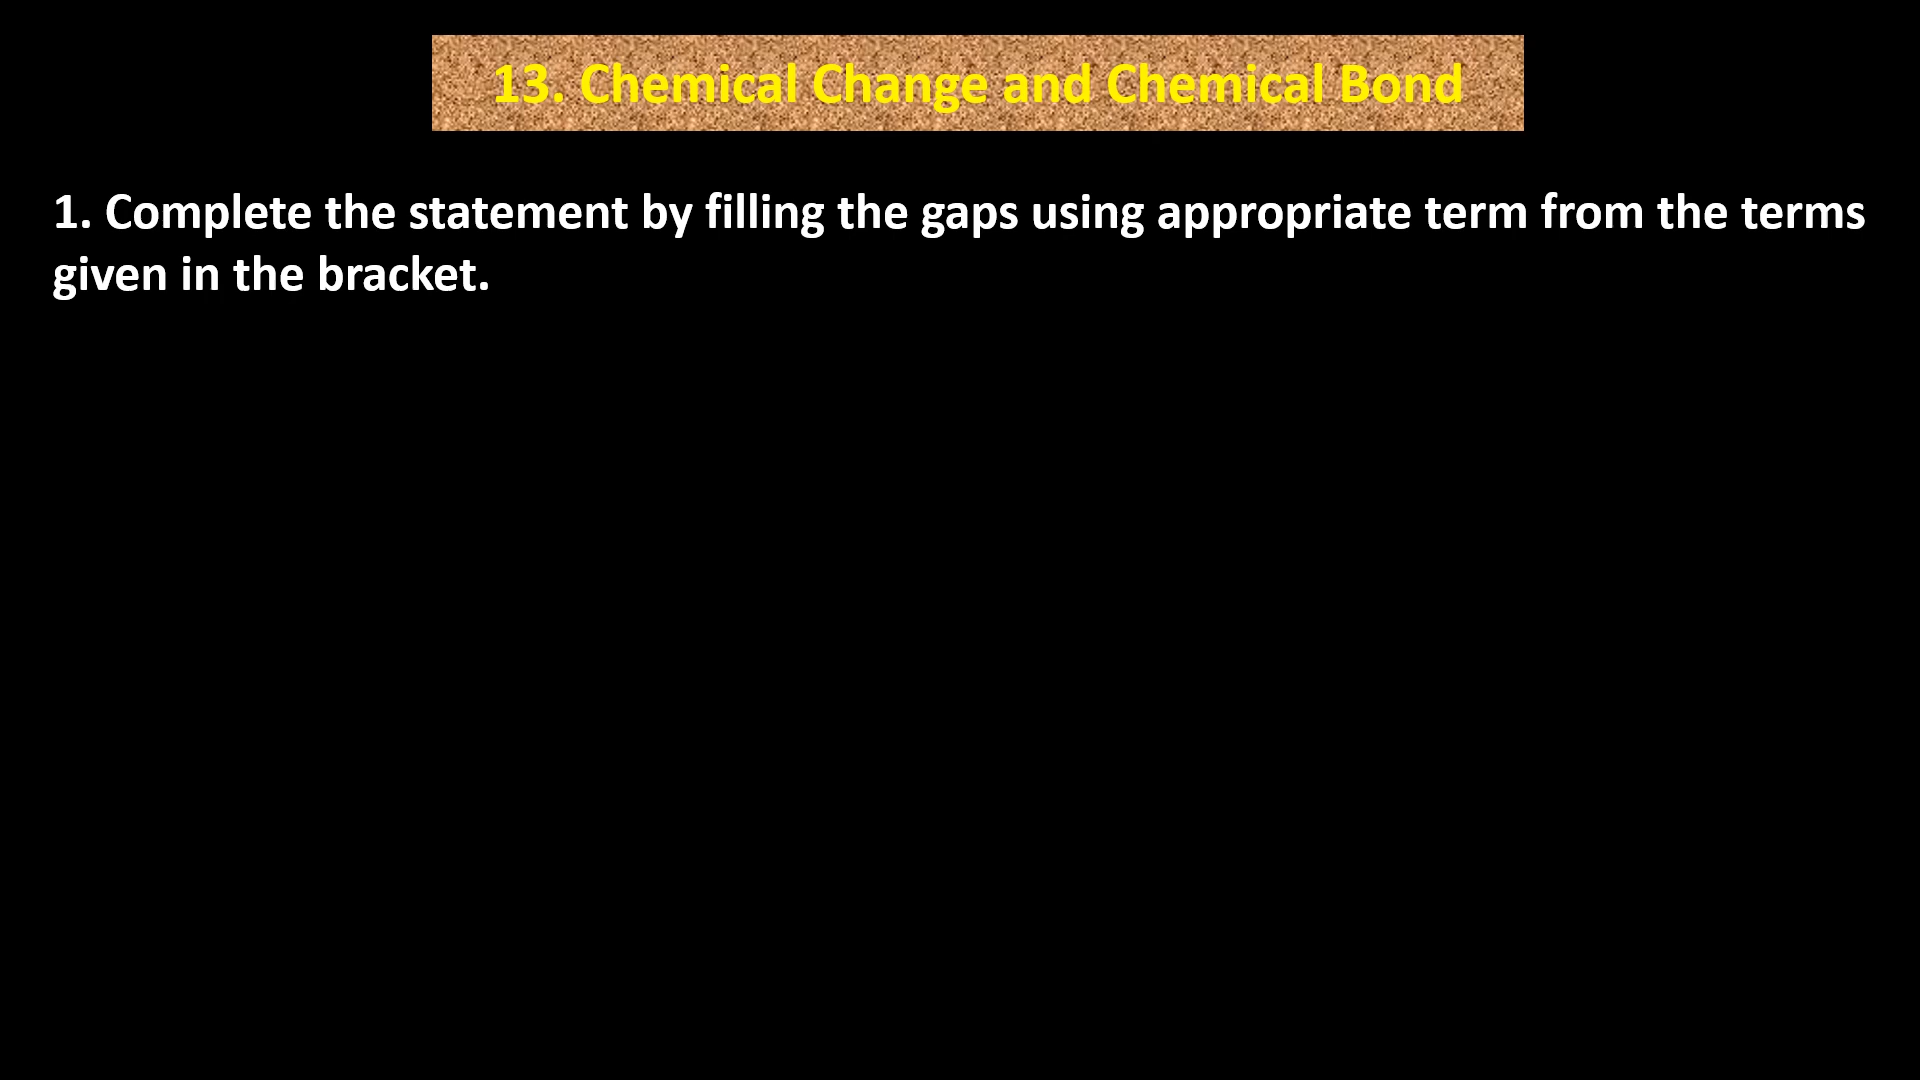 13. Chemical Change and Chemical Bond
1. Complete the statement by filling the gaps using appropriate term from the terms
given in the bracket.